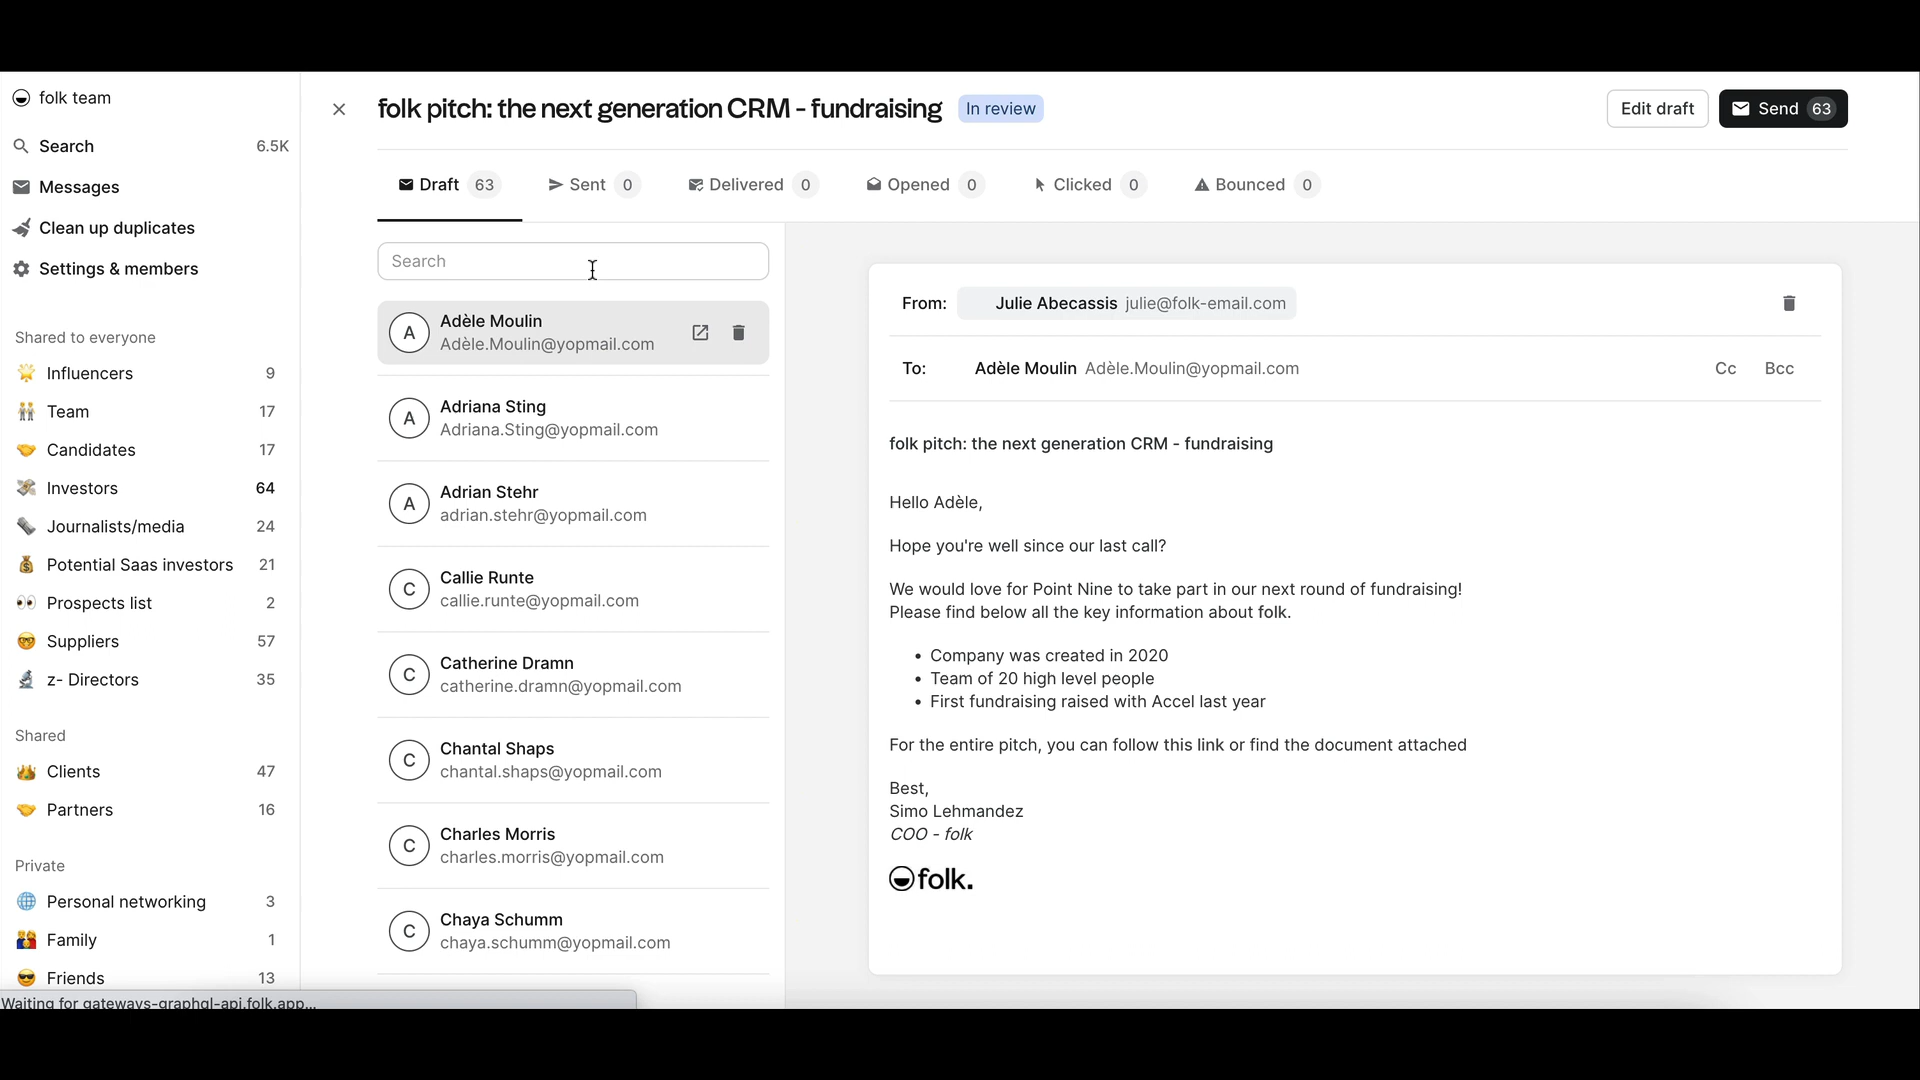 folk team
Search 6.5K
Messages
Clean up duplicates
Settings & members
Shared to everyone
Influencers 9
Team 17
Candidates 17
Investors 64
Journalists/media 24
Potential Saas investors 21
Prospects list 2
Suppliers 57
z- Directors 35
Shared
Clients 47
Partners 16
Private
Personal networking 3
Family 1
Friends 13
Waiting for gateways-graphql-api.folk.app...
folk pitch: the next generation CRM - fundraising In review
Edit draft
Send 63
Draft 63
Sent 0
Delivered 0
Opened 0
Clicked 0
Bounced 0
Search
A
Adèle Moulin
Adèle.Moulin@yopmail.com
A
Adriana Sting
Adriana.Sting@yopmail.com
A
Adrian Stehr
adrian.stehr@yopmail.com
C
Callie Runte
callie.runte@yopmail.com
C
Catherine Dramn
catherine.dramn@yopmail.com
C
Chantal Shaps
chantal.shaps@yopmail.com
C
Charles Morris
charles.morris@yopmail.com
C
Chaya Schumm
chaya.schumm@yopmail.com
From: Julie Abecassis julie@folk-email.com
To: Adèle Moulin Adèle.Moulin@yopmail.com Cc Bcc
folk pitch: the next generation CRM - fundraising
Hello Adèle,
Hope you're well since our last call?
We would love for Point Nine to take part in our next round of fundraising!
Please find below all the key information about folk.
• Company was created in 2020
• Team of 20 high level people
• First fundraising raised with Accel last year
For the entire pitch, you can follow this link or find the document attached
Best,
Simo Lehmandez
COO - folk
folk.